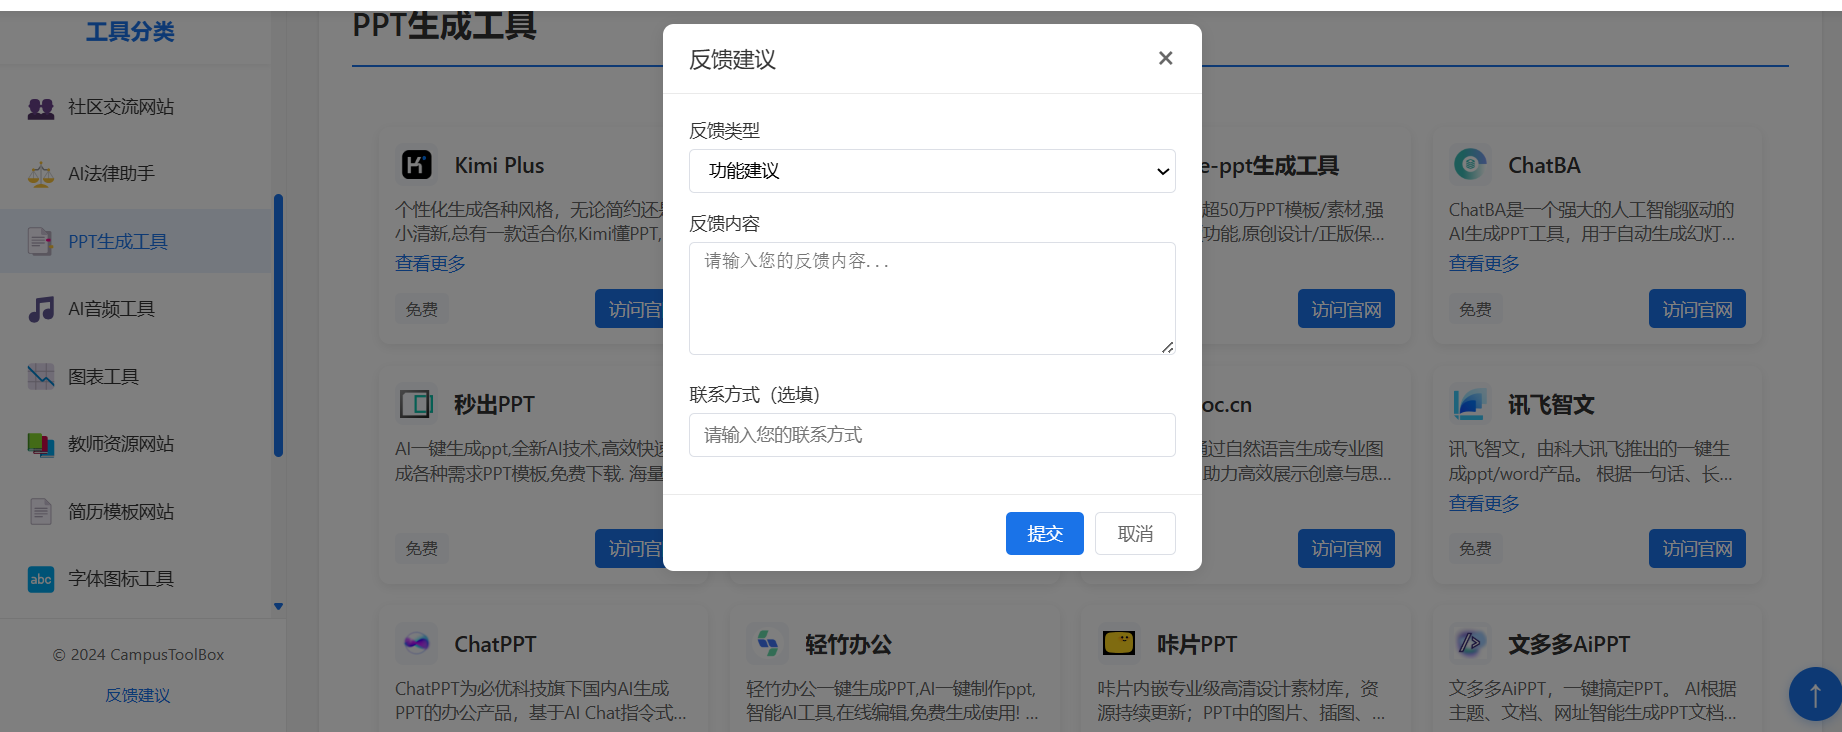 工具分类
社区交流网站
AI法律助手
PPT生成工具
AI音频工具
图表工具
教师资源网站
简历模板网站
abc
字体图标工具
© 2024 CampusToolBox
反馈建议
PPT生成工具
Kimi Plus
个性化生成各种风格，无论简约还
小清新,总有一款适合你,Kimi懂PPT,
查看更多
免费
访问官
e-ppt生成工具
超50万PPT模板/素材,强
功能,原创设计/正版保...
访问官网
ChatBA
ChatBA是一个强大的人工智能驱动的
AI生成PPT工具，用于自动生成幻灯...
查看更多
免费
访问官网
秒出PPT
AI一键生成ppt,全新AI技术,高效快速
成各种需求PPT模板,免费下载. 海量
免费
访问官
oc.cn
过自然语言生成专业图
助力高效展示创意与思...
访问官网
讯飞智文
讯飞智文，由科大讯飞推出的一键生
成ppt/word产品。 根据一句话、长...
查看更多
免费
访问官网
ChatPPT
ChatPPT为必优科技旗下国内AI生成
PPT的办公产品，基于AI Chat指令式...
轻竹办公
轻竹办公一键生成PPT,AI一键制作ppt,
智能AI工具,在线编辑,免费生成使用! ...
咔片PPT
咔片内嵌专业级高清设计素材库，资
源持续更新；PPT中的图片、插图、...
文多多AiPPT
文多多AiPPT，一键搞定PPT。 AI根据
主题、文档、网址智能生成PPT文档...
反馈建议
反馈类型
功能建议
反馈内容
请输入您的反馈内容...
联系方式（选填）
请输入您的联系方式
提交
取消